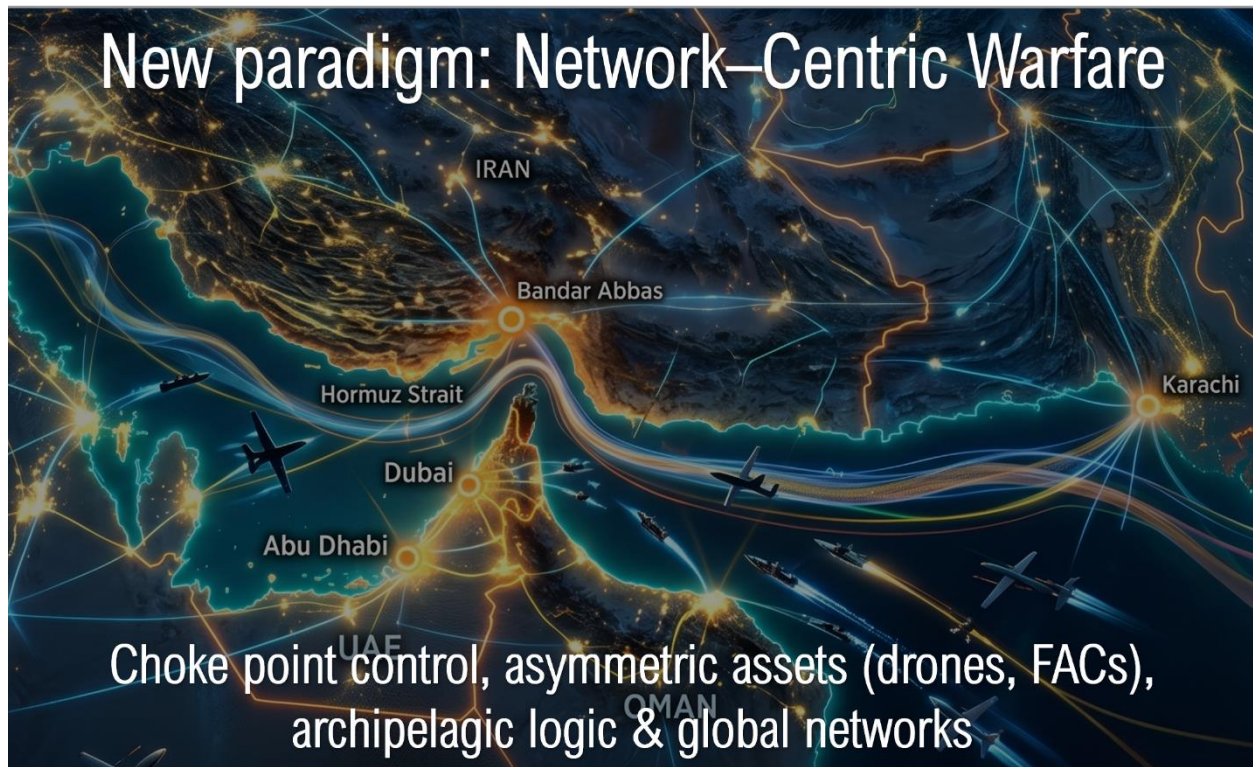 New paradigm: Network–Centric Warfare
IRAN
Bandar Abbas
Hormuz Strait
Karachi
Dubai
Abu Dhabi
UAE
Choke point control, asymmetric assets (drones, FACs),
OMAN
archipelagic logic & global networks